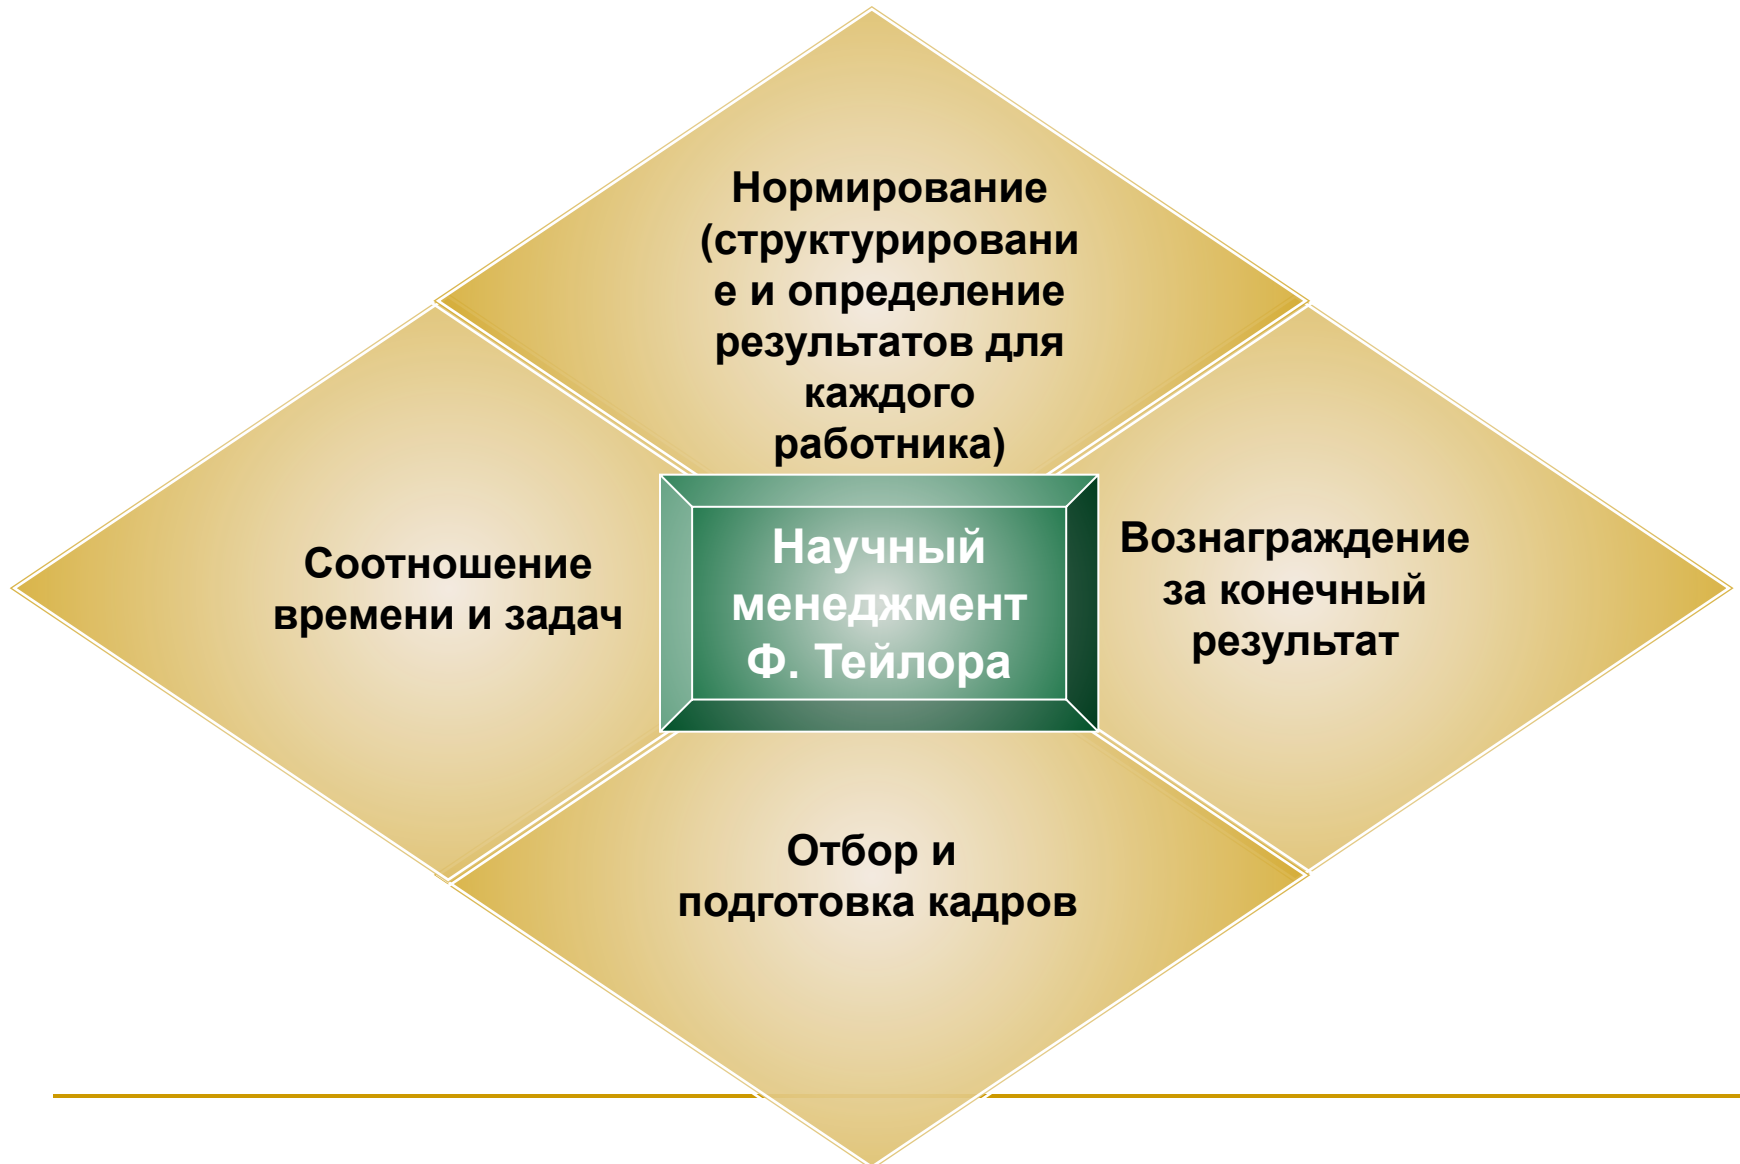 Нормирование
(структурировани
е и определение
результатов для
каждого
работника)
Соотношение
времени и задач
Научный
менеджмент
Ф. Тейлора
Вознаграждение
за конечный
результат
Отбор и
подготовка кадров